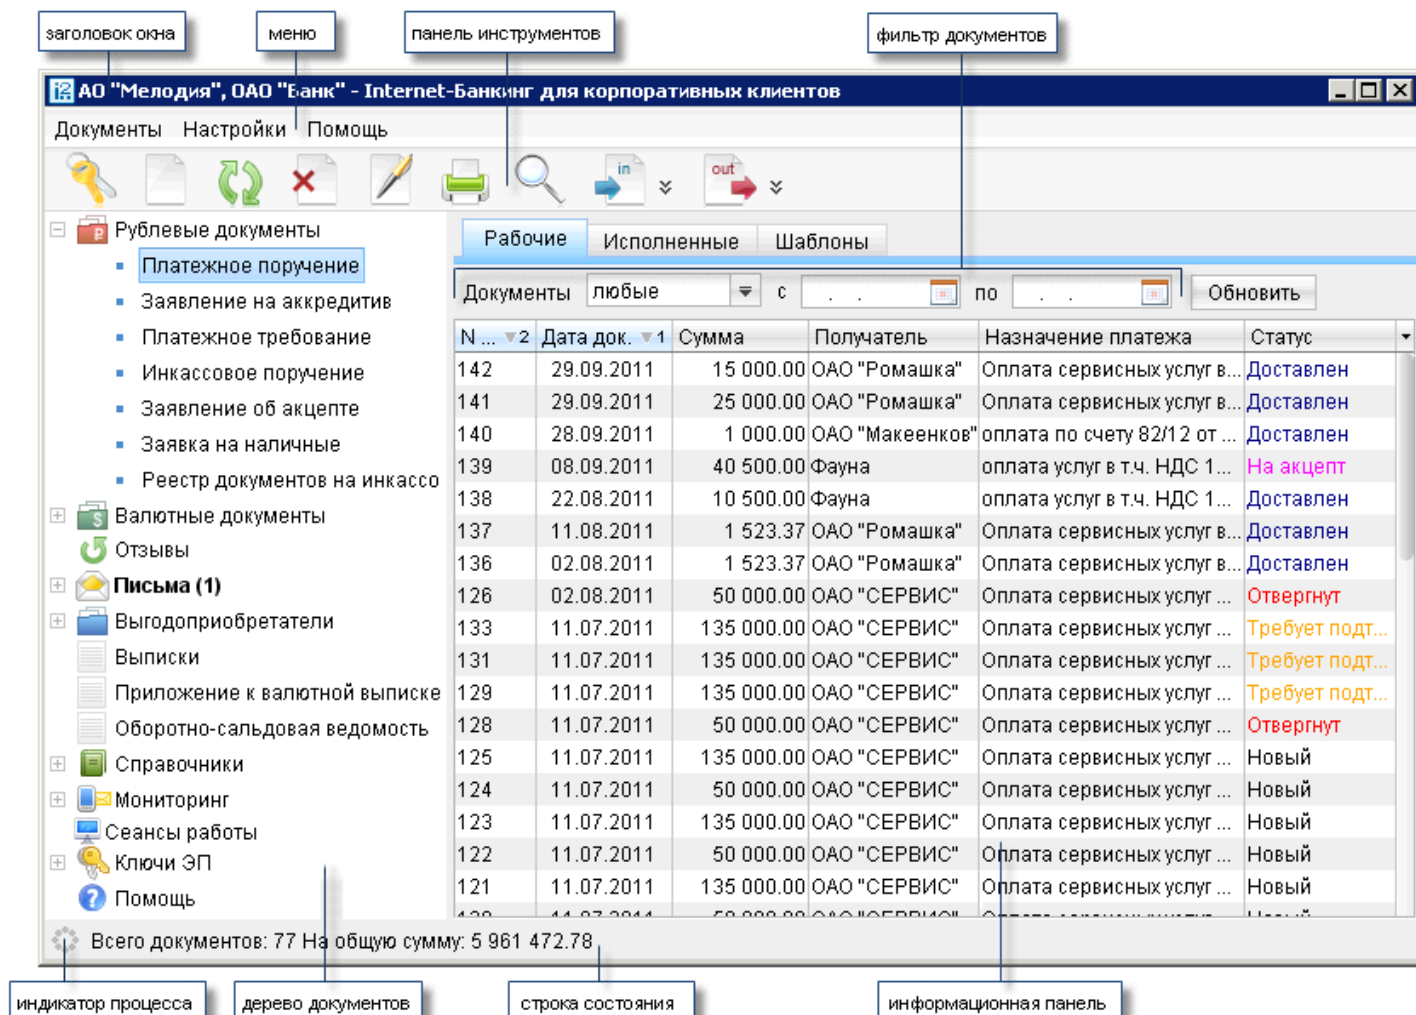 заголовок окна
меню
панель инструментов
фильтр документов
АО "Мелодия", ОАО "Банк" - Internet-Банкинг для корпоративных клиентов
Документы Настройки Помощь
in
out
Рублевые документы
Платежное поручение
Заявление на аккредитив
Платежное требование
Инкассовое поручение
Заявление об акцепте
Заявка на наличные
Реестр документов на инкассо
Валютные документы
Отзывы
Письма (1)
Выгодоприобретатели
Выписки
Приложение к валютной выписке
Оборотно-сальдовая ведомость
Справочники
Мониторинг
Сеансы работы
Ключи ЭП
Помощь
Рабочие Исполненные Шаблоны
Документы любые с . . по . . Обновить
N ... 2 Дата док. 1 Сумма Получатель Назначение платежа Статус
142 29.09.2011 15 000.00 ОАО "Ромашка" Оплата сервисных услуг в... Доставлен
141 29.09.2011 25 000.00 ОАО "Ромашка" Оплата сервисных услуг в... Доставлен
140 28.09.2011 1 000.00 ОАО "Макеенков" оплата по счету 82/12 от ... Доставлен
139 08.09.2011 40 500.00 Фауна оплата услуг в т.ч. НДС 1... На акцепт
138 22.08.2011 10 500.00 Фауна оплата услуг в т.ч. НДС 1... Доставлен
137 11.08.2011 1 523.37 ОАО "Ромашка" Оплата сервисных услуг в... Доставлен
136 02.08.2011 1 523.37 ОАО "Ромашка" Оплата сервисных услуг в... Доставлен
126 02.08.2011 50 000.00 ОАО "СЕРВИС" Оплата сервисных услуг ... Отвергнут
133 11.07.2011 135 000.00 ОАО "СЕРВИС" Оплата сервисных услуг ... Требует подт...
131 11.07.2011 135 000.00 ОАО "СЕРВИС" Оплата сервисных услуг ... Требует подт...
129 11.07.2011 135 000.00 ОАО "СЕРВИС" Оплата сервисных услуг ... Требует подт...
128 11.07.2011 50 000.00 ОАО "СЕРВИС" Оплата сервисных услуг ... Отвергнут
125 11.07.2011 135 000.00 ОАО "СЕРВИС" Оплата сервисных услуг ... Новый
124 11.07.2011 50 000.00 ОАО "СЕРВИС" Оплата сервисных услуг ... Новый
123 11.07.2011 135 000.00 ОАО "СЕРВИС" Оплата сервисных услуг ... Новый
122 11.07.2011 50 000.00 ОАО "СЕРВИС" Оплата сервисных услуг ... Новый
121 11.07.2011 135 000.00 ОАО "СЕРВИС" Оплата сервисных услуг ... Новый
Всего документов: 77 На общую сумму: 5 961 472.78
индикатор процесса
дерево документов
строка состояния
информационная панель